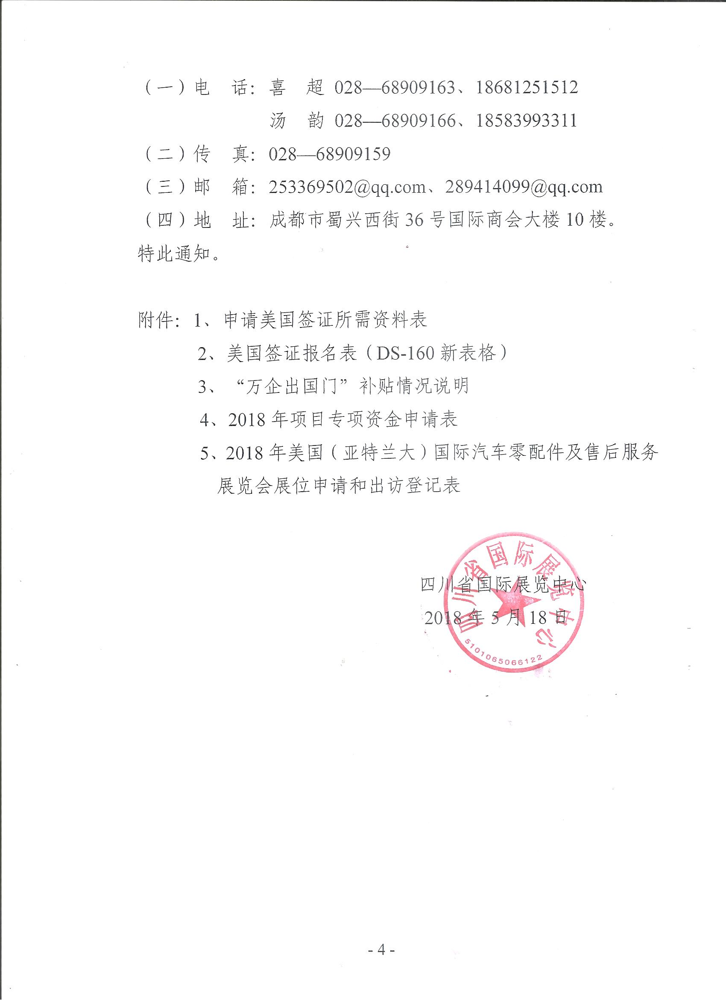 （一）电　话：喜　超 028—68909163、18681251512
汤　韵 028—68909166、18583993311
（二）传　真：028—68909159
（三）邮　箱：253369502@qq.com、289414099@qq.com
（四）地　址：成都市蜀兴西街 36 号国际商会大楼 10 楼。
特此通知。
附件：1、申请美国签证所需资料表
2、美国签证报名表（DS-160 新表格）
3、“万企出国门”补贴情况说明
4、2018 年项目专项资金申请表
5、2018 年美国（亚特兰大）国际汽车零配件及售后服务
展览会展位申请和出访登记表
四川省国际展览中心
2018 年 5 月 18 日
四川省国际展览中心
5101065066122
- 4 -